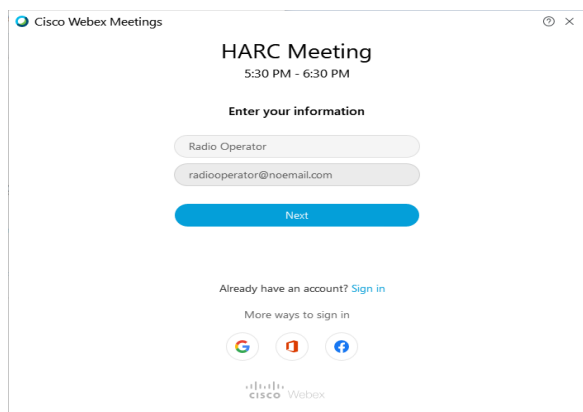 Cisco Webex Meetings
HARC Meeting
5:30 PM - 6:30 PM
Enter your information
Radio Operator
radiooperator@noemail.com
Next
Already have an account? Sign in
More ways to sign in
cisco Webex